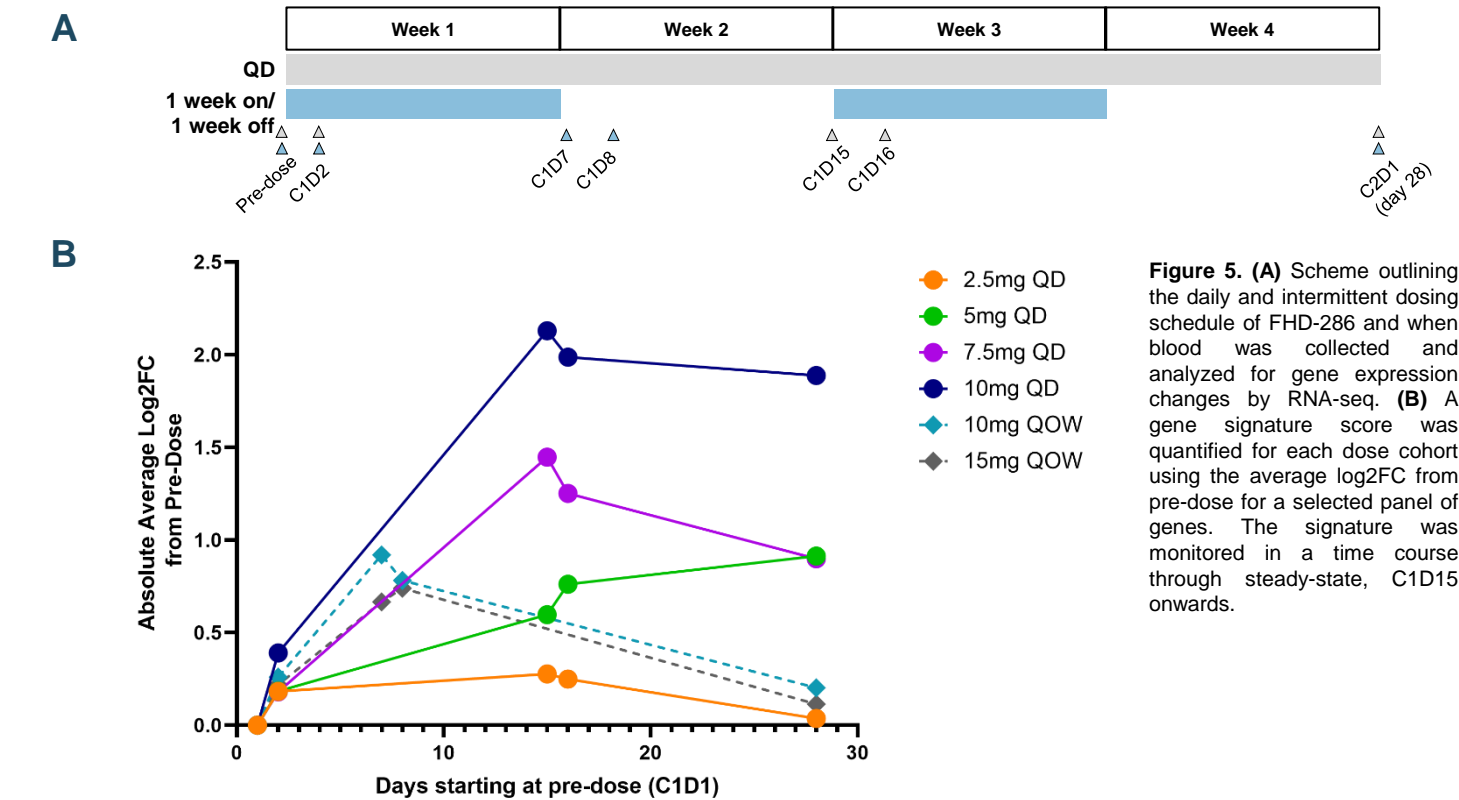 A
Week 1
Week 2
Week 3
Week 4
QD
1 week on/
1 week off
Pre-dose
C1D2
C1D7
C1D8
C1D15
C1D16
C2D1
(day 28)
B
2.5
2.0
1.5
1.0
0.5
0.0
Absolute Average Log2FC
from Pre-Dose
0
10
20
30
Days starting at pre-dose (C1D1)
2.5mg QD
5mg QD
7.5mg QD
10mg QD
10mg QOW
15mg QOW
Figure 5. (A) Scheme outlining
the daily and intermittent dosing
schedule of FHD-286 and when
blood was collected and
analyzed for gene expression
changes by RNA-seq. (B) A
gene signature score was
quantified for each dose cohort
using the average log2FC from
pre-dose for a selected panel of
genes. The signature was
monitored in a time course
through steady-state, C1D15
onwards.